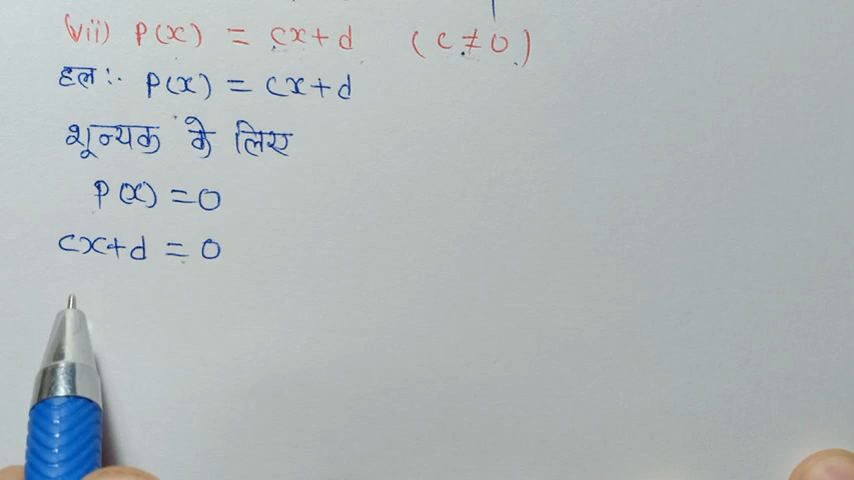 (vii) P(x) = cx+d (c≠0)
हल :- P(x) = cx+d
शून्यक के लिए
P(x) = 0
cx+d = 0